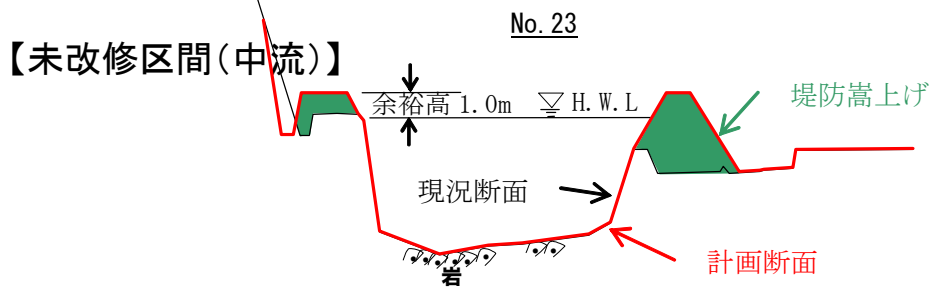 No. 23
【未改修区間(中流)】
余裕高 1.0m H.W.L
堤防嵩上げ
現況断面
計画断面
岩